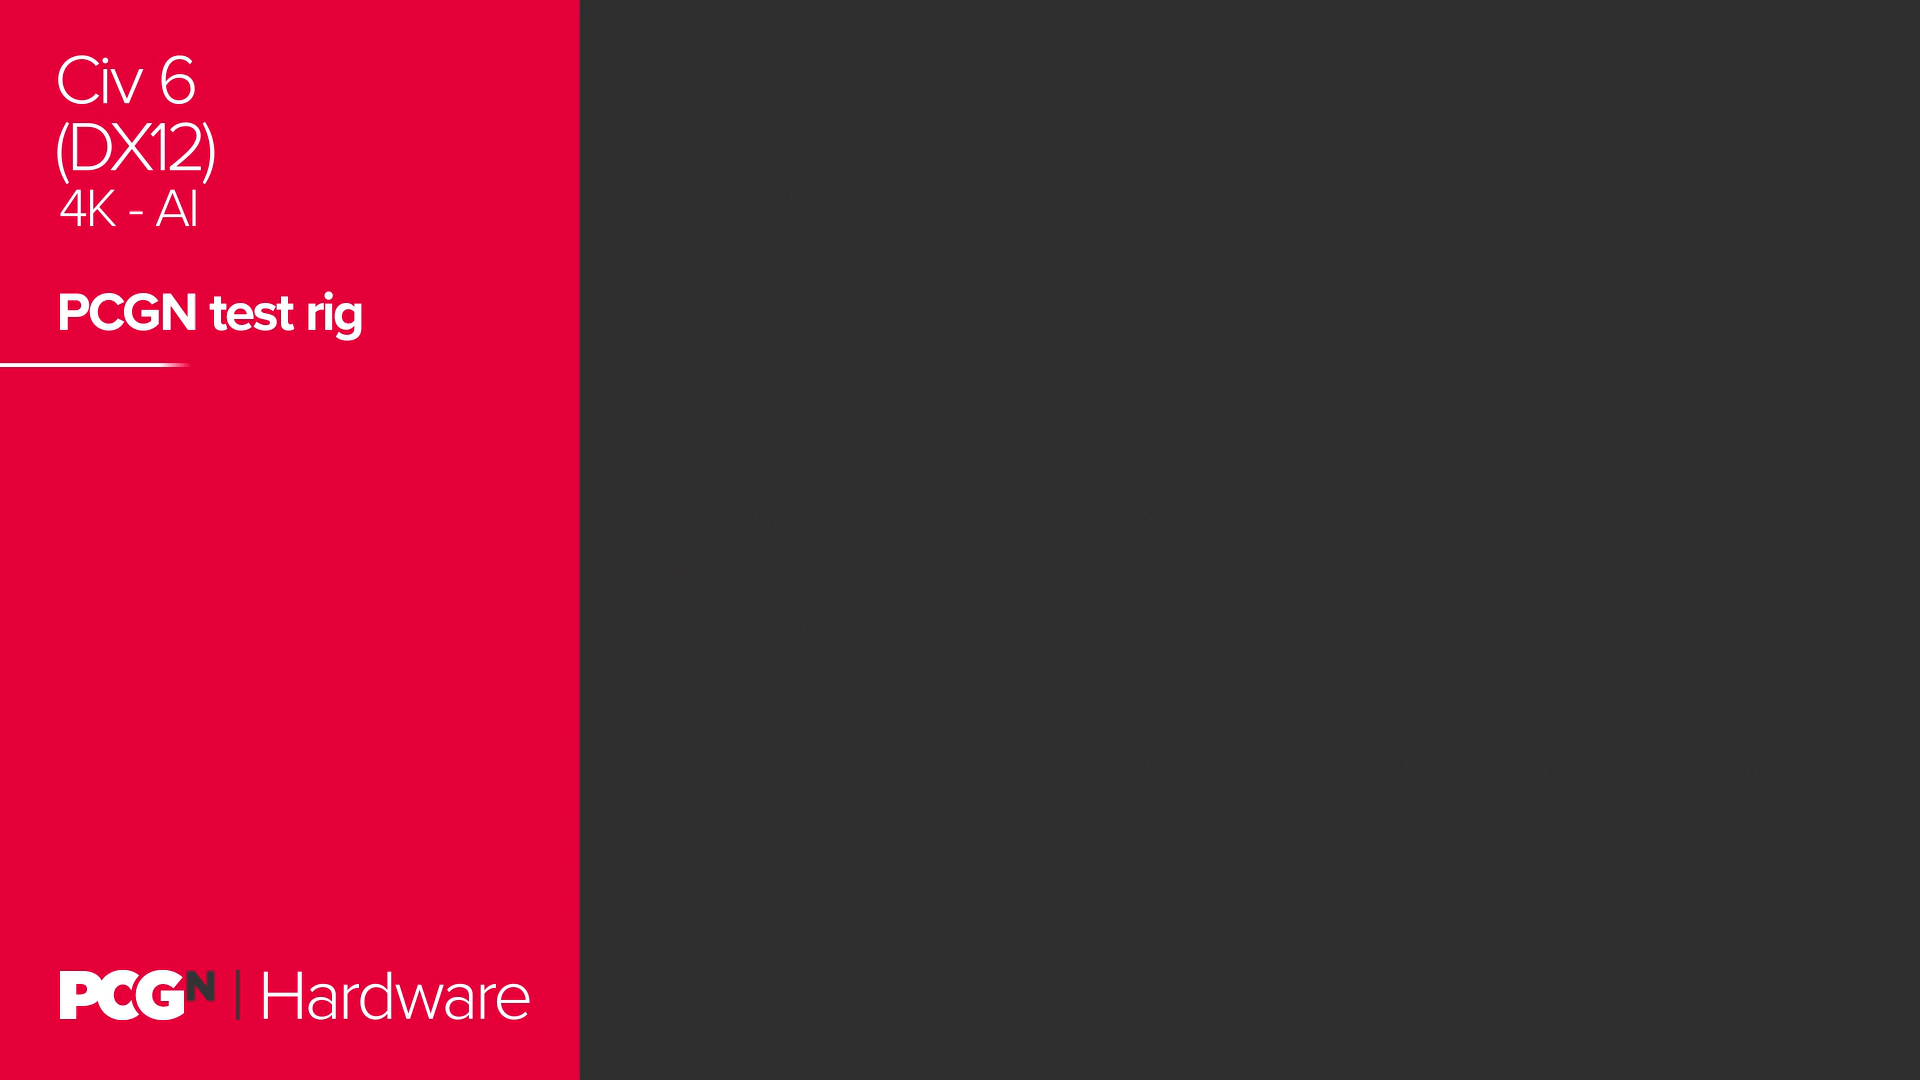 Civ 6
(DX12)
4K - AI
PCGN test rig
PCGN | Hardware